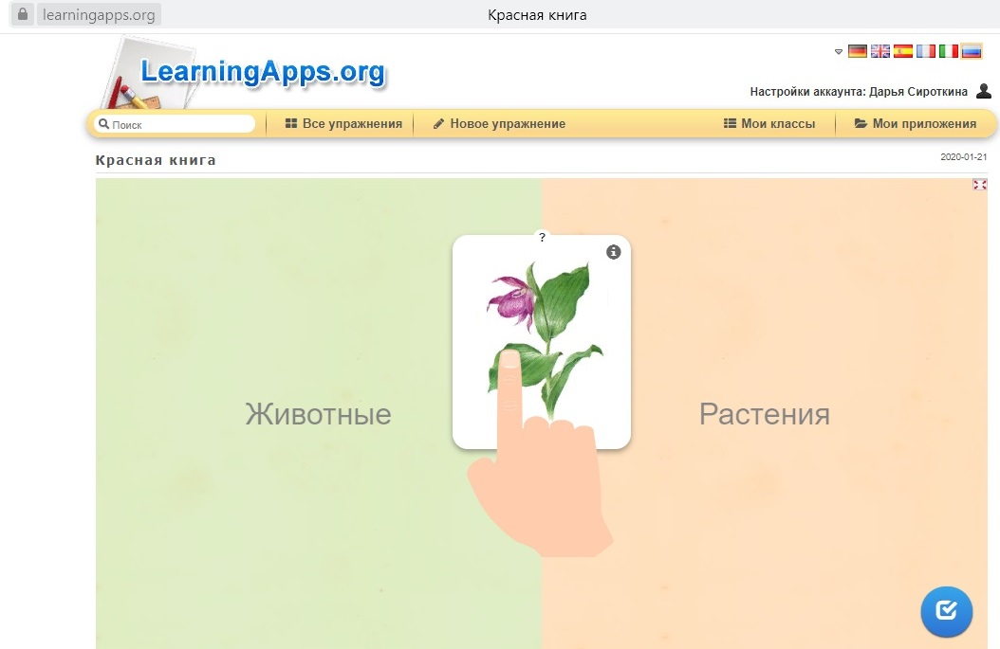 learningapps.org
Красная книга
LearningApps.org
Настройки аккаунта: Дарья Сироткина
Поиск
Все упражнения
Новое упражнение
Мои классы
Мои приложения
Красная книга
2020-01-21
?
Животные
Растения